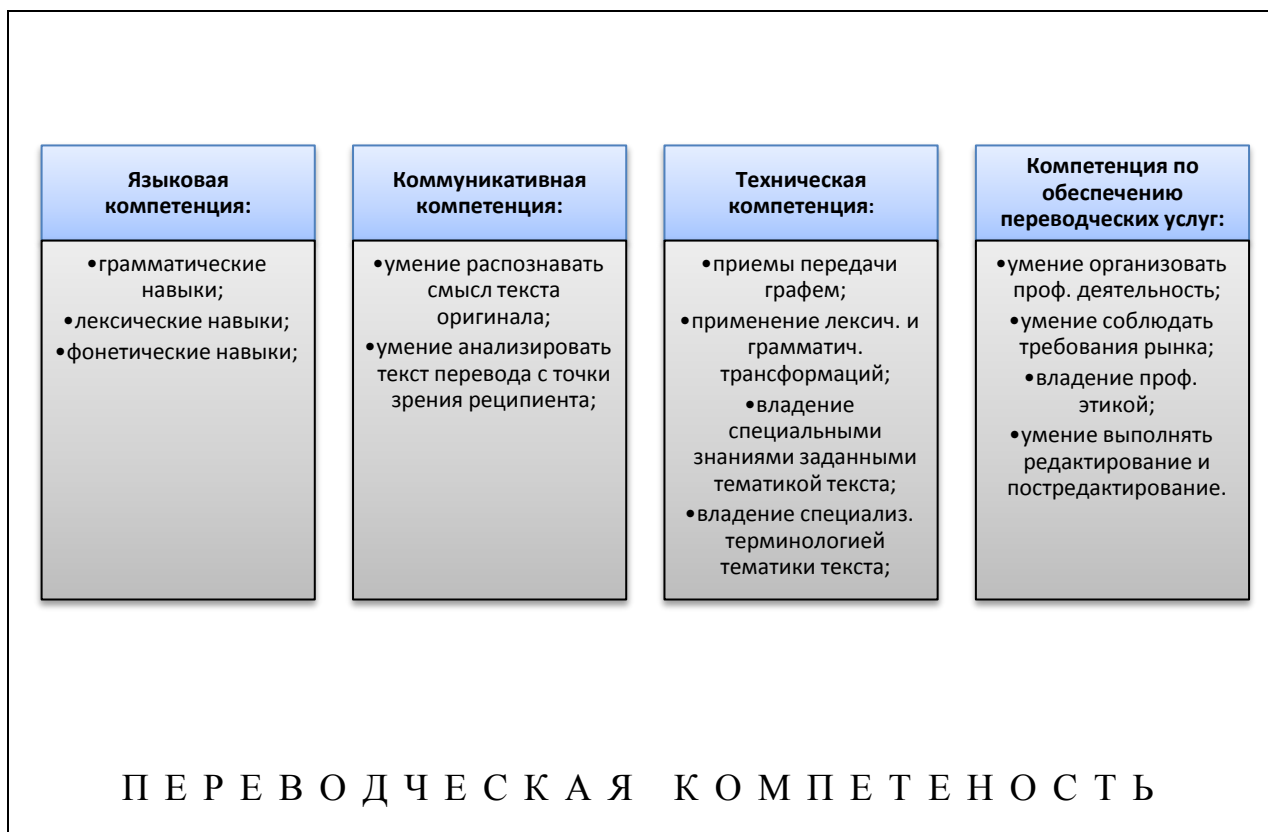 Языковая
компетенция:
•грамматические
навыки;
•лексические навыки;
•фонетические навыки;
Коммуникативная
компетенция:
•умение распознавать
смысл текста
оригинала;
•умение анализировать
текст перевода с точки
зрения реципиента;
Техническая
компетенция:
•приемы передачи
графем;
•применение лексич. и
грамматич.
трансформаций;
•владение
специальными
знаниями заданными
тематикой текста;
•владение специализ.
терминологией
тематики текста;
Компетенция по
обеспечению
переводческих услуг:
•умение организовать
проф. деятельность;
•умение соблюдать
требования рынка;
•владение проф.
этикой;
•умение выполнять
редактирование и
постредактирование.
ПЕРЕВОДЧЕСКАЯ КОМПЕТЕНОСТЬ